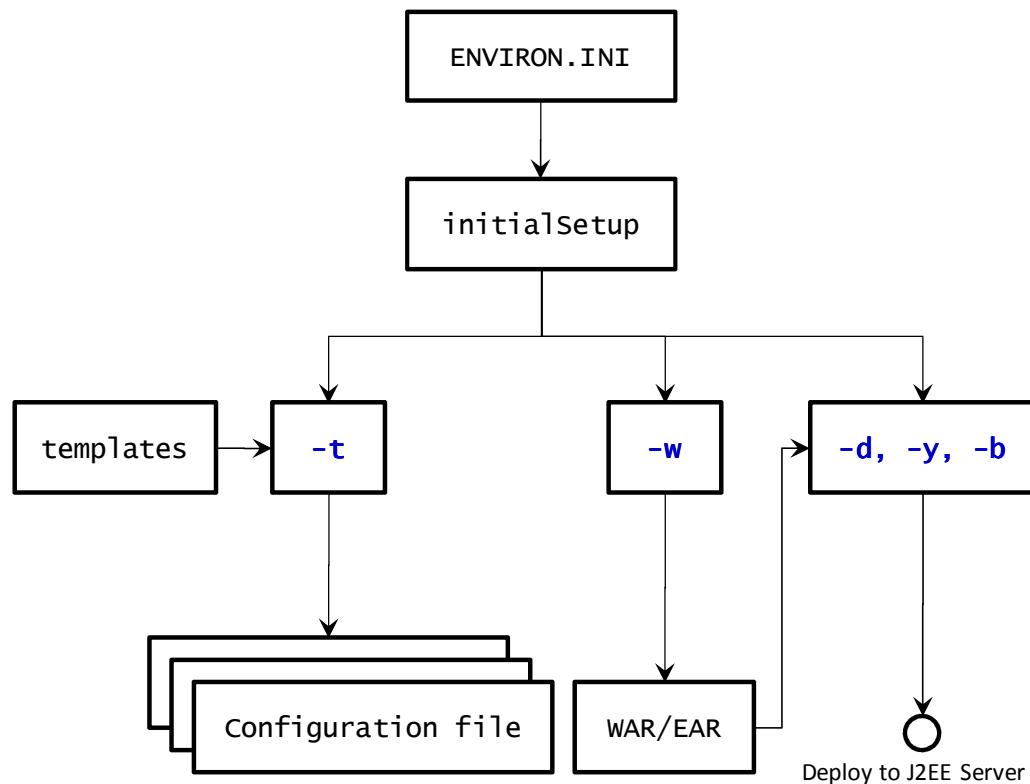 ENVIRON.INI
initialSetup
templates
-t
-w
-d, -y, -b
Configuration file
WAR/EAR
Deploy to J2EE Server